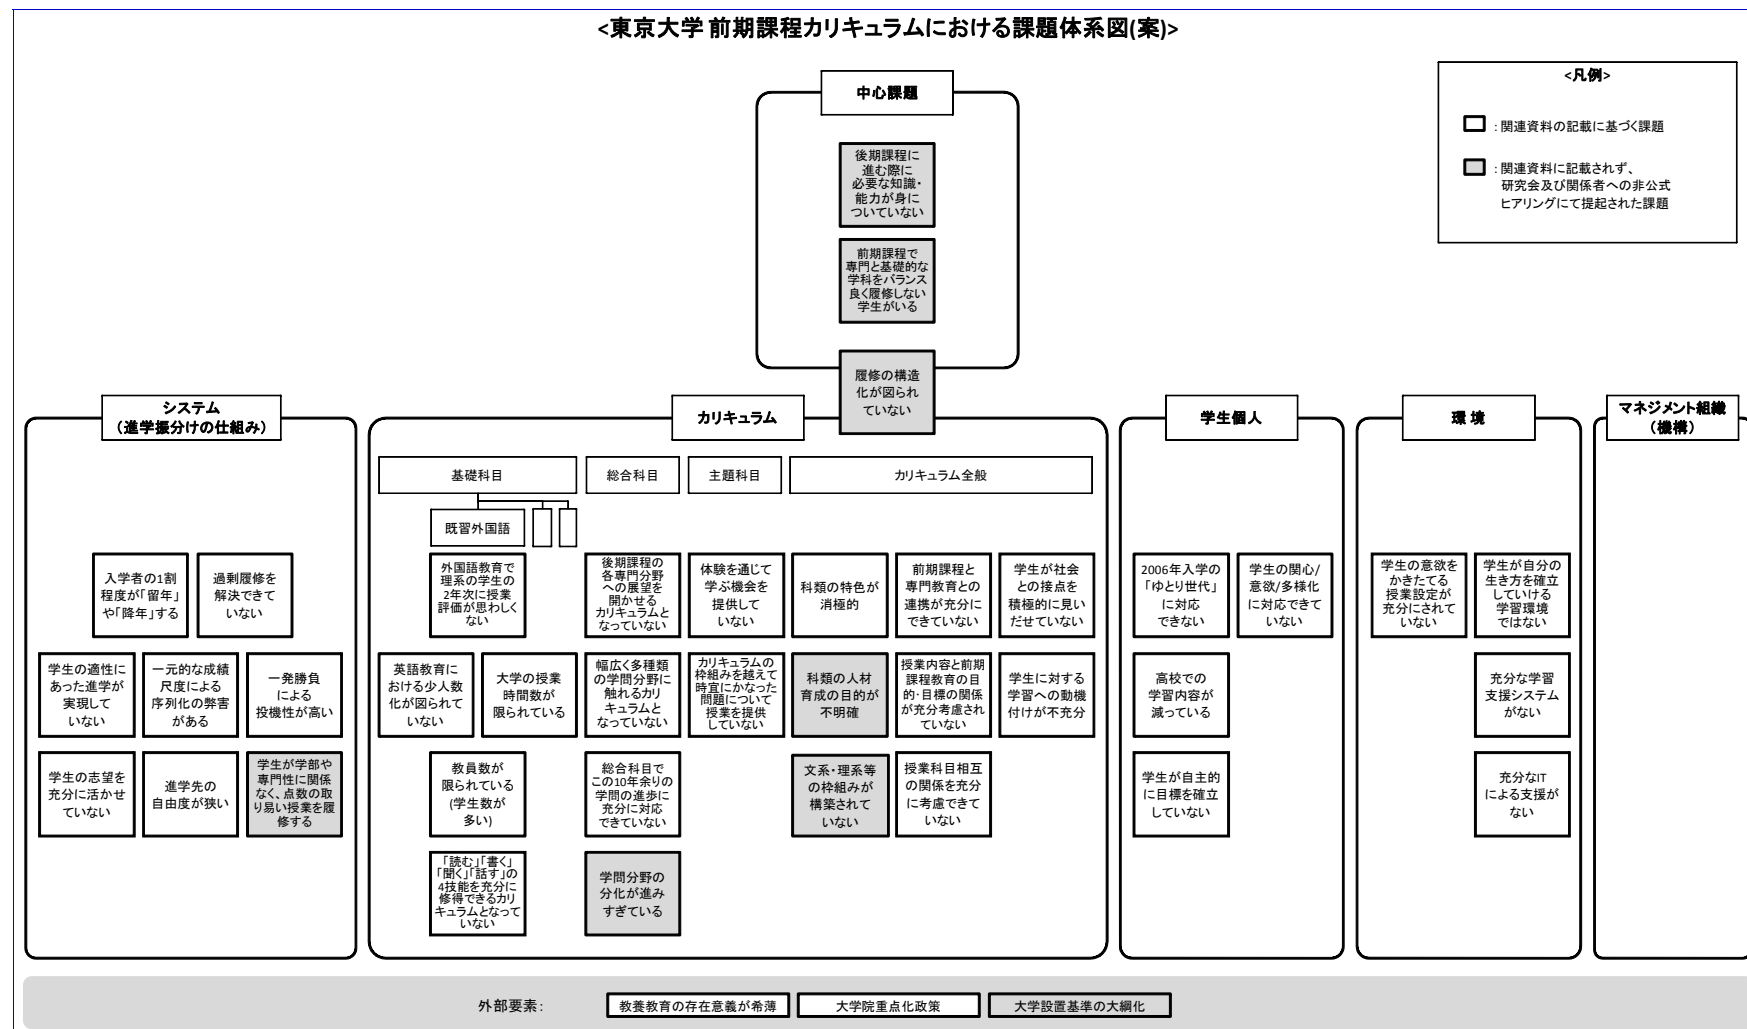 <東京大学 前期課程カリキュラムにおける課題体系図(案)>
<凡例>
：関連資料の記載に基づく課題
：関連資料に記載されず、
研究会及び関係者への非公式
ヒアリングにて提起された課題
中心課題
後期課程に
進む際に
必要な知識・
能力が身に
ついていない
前期課程で
専門と基礎的な
学科をバランス
良く履修しない
学生がいる
履修の構造
化が図られ
ていない
システム
（進学振分けの仕組み）
入学者の1割
程度が「留年」
や「降年」する
過剰履修を
解決できて
いない
学生の適性に
あった進学が
実現して
いない
一元的な成績
尺度による
序列化の弊害
がある
一発勝負
による
投機性が高い
学生の志望を
充分に活かせ
ていない
進学先の
自由度が狭い
学生が学部や
専門性に関係
なく、点数の取
り易い授業を履
修する
カリキュラム
基礎科目
総合科目
主題科目
カリキュラム全般
既習外国語
外国語教育で
理系の学生の
2年次に授業
評価が思わしく
ない
後期課程の
各専門分野
への展望を
開かせる
カリキュラムと
なっていない
体験を通じて
学ぶ機会を
提供して
いない
科類の特色が
消極的
前期課程と
専門教育との
連携が充分に
できていない
学生が社会
との接点を
積極的に見い
だせていない
英語教育に
おける少人数
化が図られて
いない
大学の授業
時間数が
限られている
幅広く多種類
の学問分野に
触れるカリ
キュラムと
なっていない
カリキュラムの
枠組みを越えて
時宜にかなった
問題について
授業を提供
していない
科類の人材
育成の目的が
不明確
授業内容と前期
課程教育の目
的・目標の関係
が充分考慮され
ていない
学生に対する
学習への動機
付けが不充分
教員数が
限られている
(学生数が
多い)
総合科目で
この10年余りの
学問の進歩に
充分に対応
できていない
文系・理系等
の枠組みが
構築されて
いない
授業科目相互
の関係を充分
に考慮できて
いない
「読む」「書く」
「聞く」「話す」の
4技能を充分に
修得できるカリ
キュラムとなって
いない
学問分野の
分化が進み
すぎている
学生個人
2006年入学の
「ゆとり世代」
に対応
できない
学生の関心/
意欲/多様化
に対応できて
いない
高校での
学習内容が
減っている
学生が自主的
に目標を確立
していない
環 境
学生の意欲を
かきたてる
授業設定が
充分にされて
いない
学生が自分の
生き方を確立
していける
学習環境
ではない
充分な学習
支援システム
がない
充分なIT
による支援が
ない
マネジメント組織
（機構）
外部要素：
教養教育の存在意義が希薄
大学院重点化政策
大学設置基準の大綱化